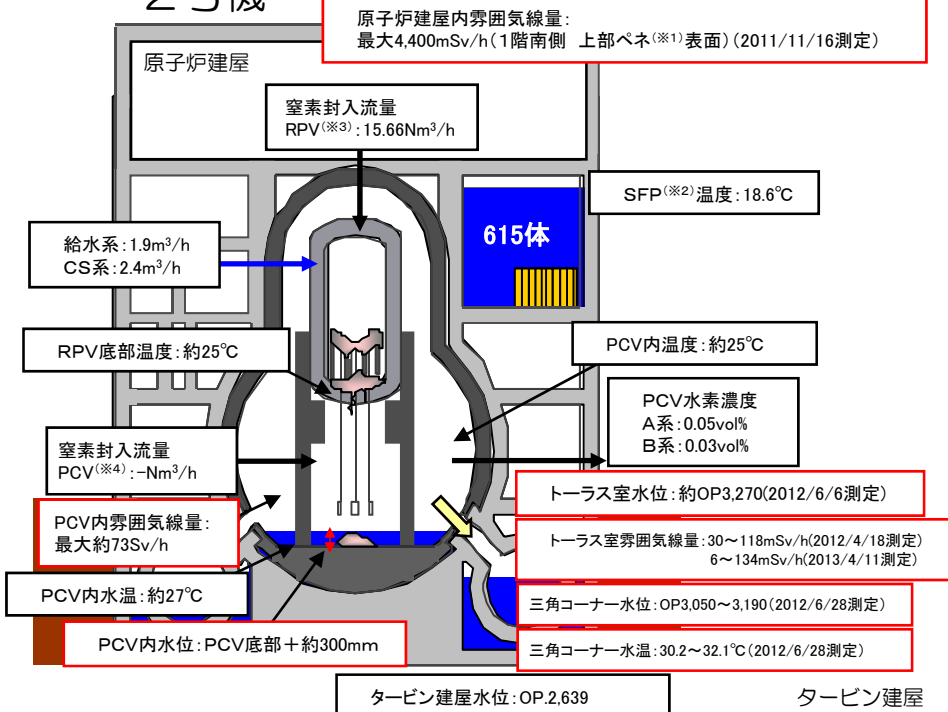 ２号機
原子炉建屋内雰囲気線量:
最大4,400mSv/h(１階南側　上部ペネ(※1)表面)(2011/11/16測定)
原子炉建屋
窒素封入流量
RPV(※3):15.66Nm3/h
SFP(※2)温度:18.6℃
615体
給水系:1.9m3/h
CS系:2.4m3/h
RPV底部温度:約25℃
PCV内温度:約25℃
PCV水素濃度
A系:0.05vol%
B系:0.03vol%
窒素封入流量
PCV(※4):-Nm3/h
トーラス室水位:約OP3,270(2012/6/6測定)
PCV内雰囲気線量:
最大約73Sv/h
トーラス室雰囲気線量:30～118mSv/h(2012/4/18測定)
6～134mSv/h(2013/4/11測定)
PCV内水温:約27℃
三角コーナー水位:OP3,050～3,190(2012/6/28測定)
PCV内水位:PCV底部＋約300mm
三角コーナー水温:30.2～32.1℃(2012/6/28測定)
タービン建屋水位:OP.2,639
タービン建屋